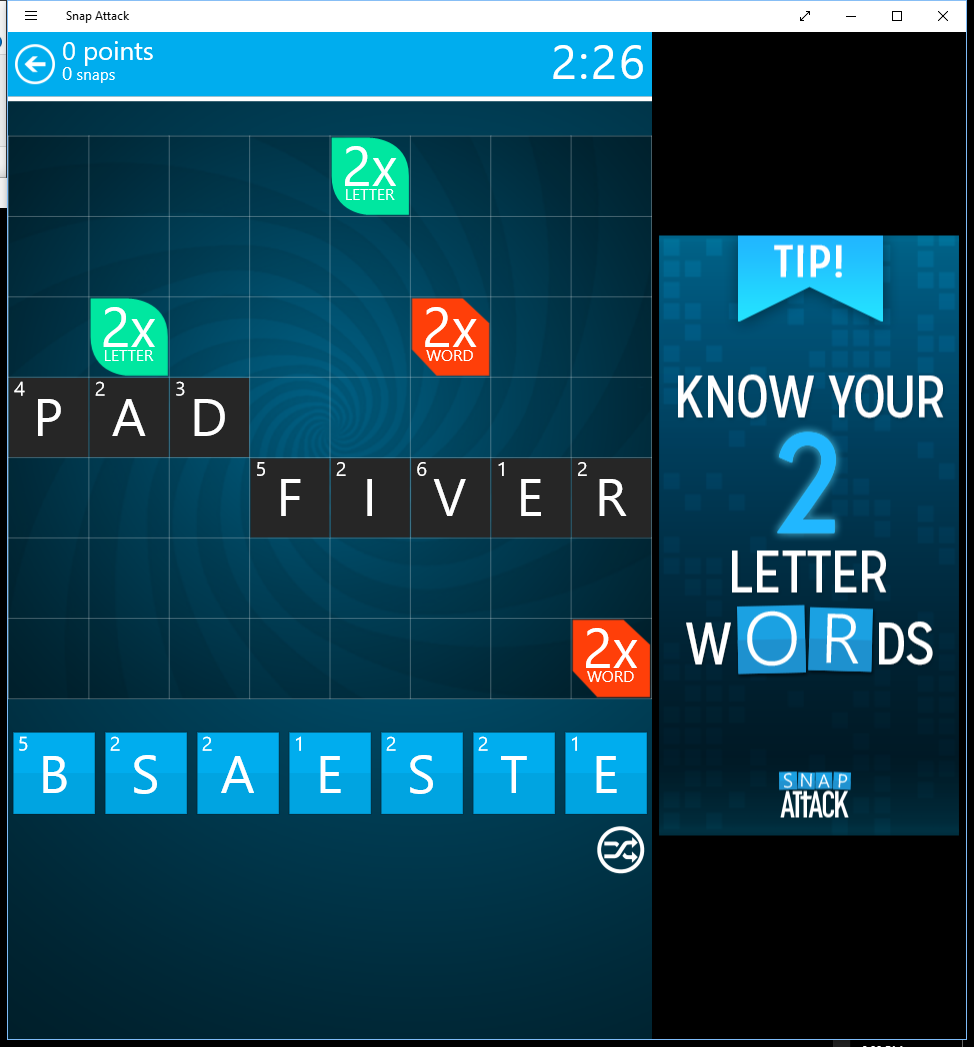 Snap Attack
0 points
0 snaps
2:26
2x
LETTER
2x
LETTER
2x
WORD
4 P 2 A 3 D
5 F 2 I 6 V 1 E 2 R
2x
WORD
5 B 2 S 2 A 1 E 2 S 2 T 1 E
TIP!
KNOW YOUR
2
LETTER
WORDS
SNAP
ATTACK